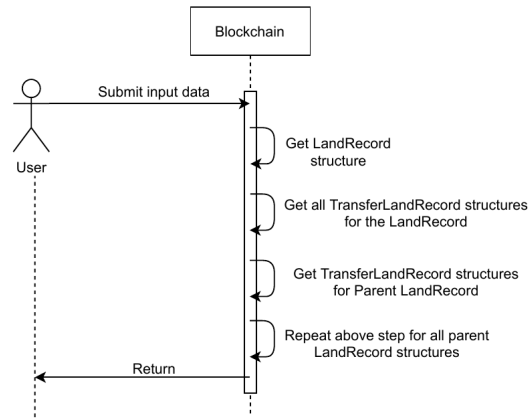 Blockchain
Submit input data
User
Get LandRecord
structure
Get all TransferLandRecord structures
for the LandRecord
Get TransferLandRecord structures
for Parent LandRecord
Repeat above step for all parent
LandRecord structures
Return